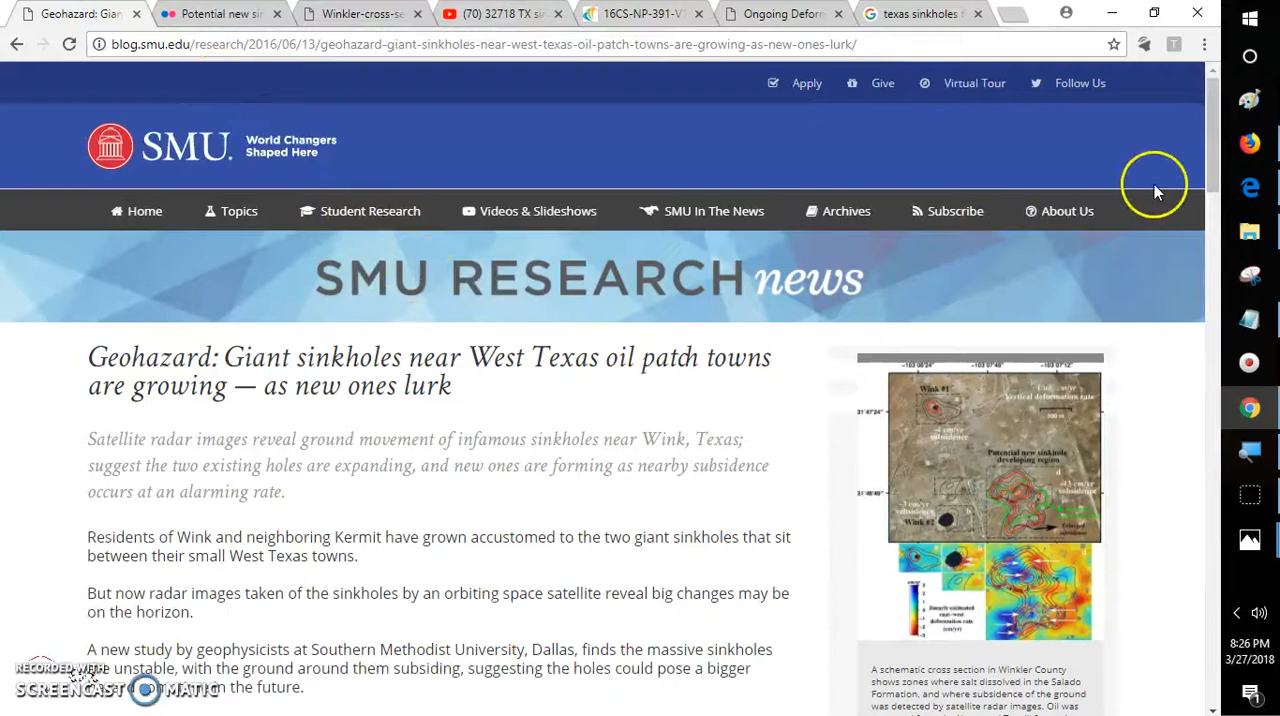 Geohazard: Gian
Potential new sin
Winkler-cross-se
(70) 32718 T
16CS-NP-391-V
Ongoing Deform
texas sinkholes
blog.smu.edu/research/2016/06/13/geohazard-giant-sinkholes-near-west-texas-oil-patch-towns-are-growing-as-new-ones-lurk/
Apply Give Virtual Tour Follow Us
SMU. World Changers
Shaped Here
Home Topics Student Research Videos & Slideshows SMU In The News Archives Subscribe About Us
SMU RESEARCH news
Geohazard: Giant sinkholes near West Texas oil patch towns
are growing — as new ones lurk
Satellite radar images reveal ground movement of infamous sinkholes near Wink, Texas;
suggest the two existing holes are expanding, and new ones are forming as nearby subsidence
occurs at an alarming rate.
Residents of Wink and neighboring Kermit have grown accustomed to the two giant sinkholes that sit
between their small West Texas towns.
But now radar images taken of the sinkholes by an orbiting space satellite reveal big changes may be
on the horizon.
A new study by geophysicists at Southern Methodist University, Dallas, finds the massive sinkholes
unstable, with the ground around them subsiding, suggesting the holes could pose a bigger
in the future.
Wink #1
Vertical deformation rate
subsidence
Potential new sinkhole
developing region
Wink #2
A schematic cross section in Winkler County
shows zones where salt dissolved in the Salado
Formation, and where subsidence of the ground
was detected by satellite radar images. Oil was
RECORDED WITH
SCREENCAST MATIC
8:26 PM
3/27/2018